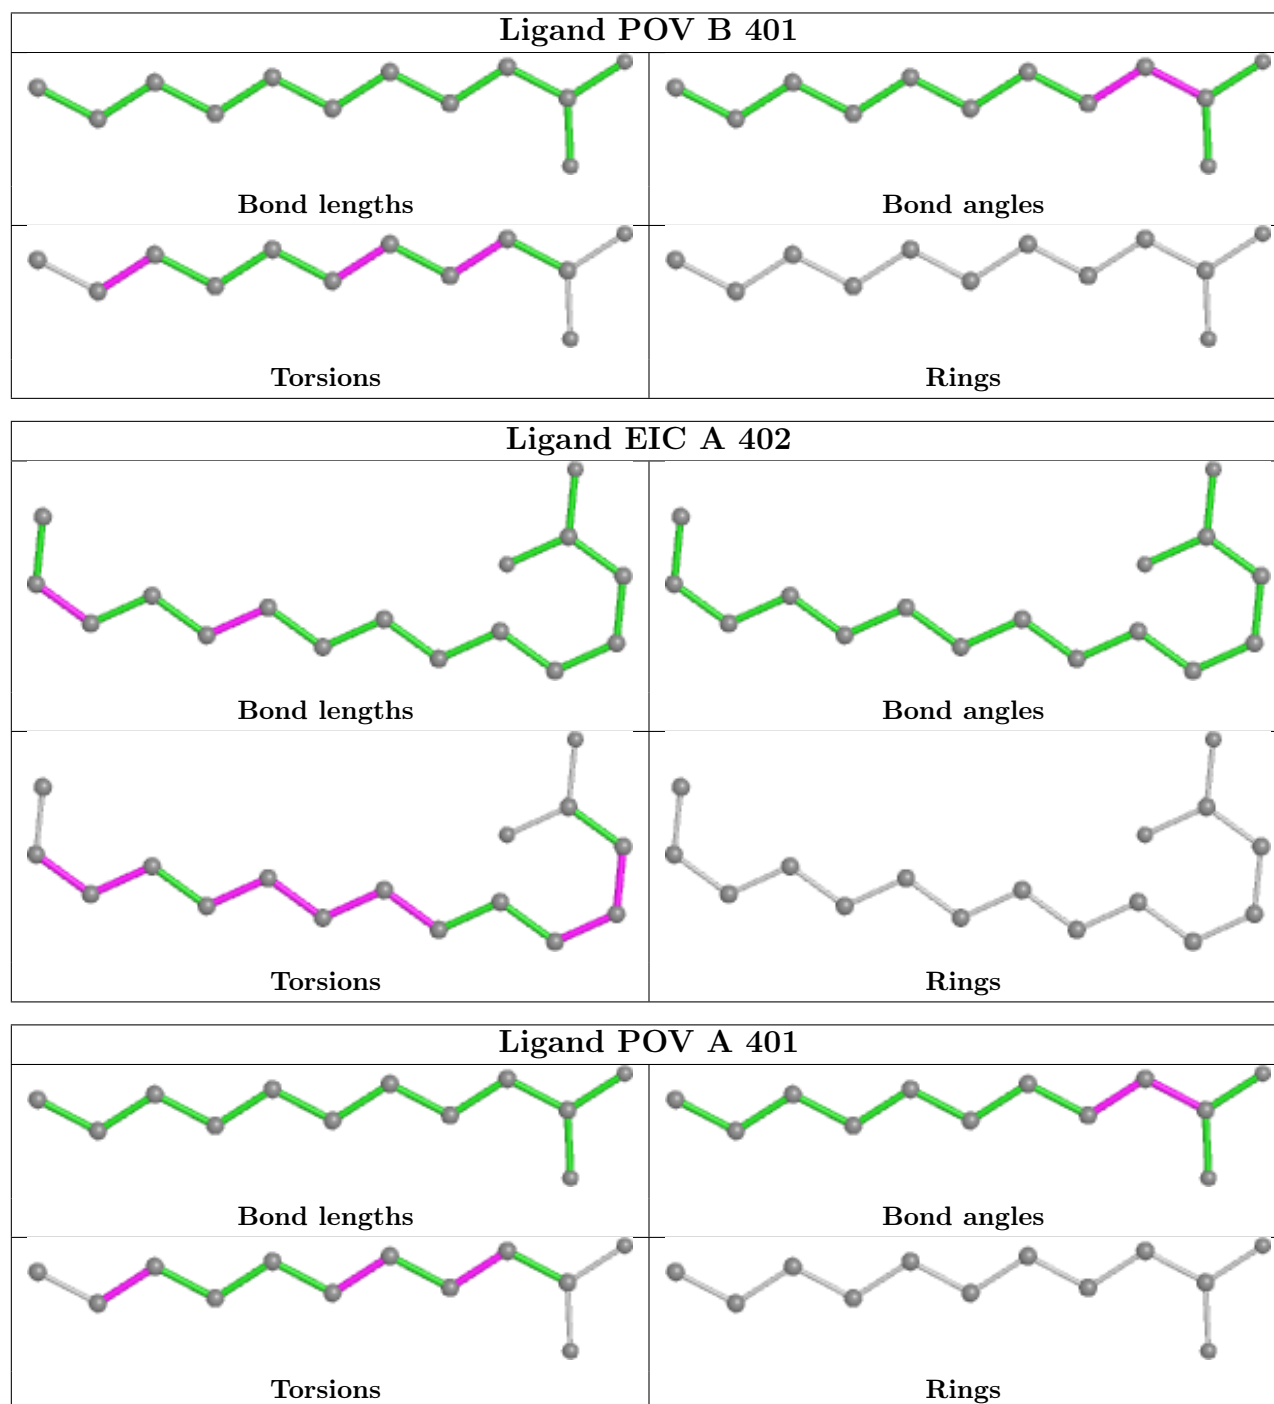 Ligand POV B 401
Bond lengths
Bond angles
Torsions
Rings
Ligand EIC A 402
Bond lengths
Bond angles
Torsions
Rings
Ligand POV A 401
Bond lengths
Bond angles
Torsions
Rings